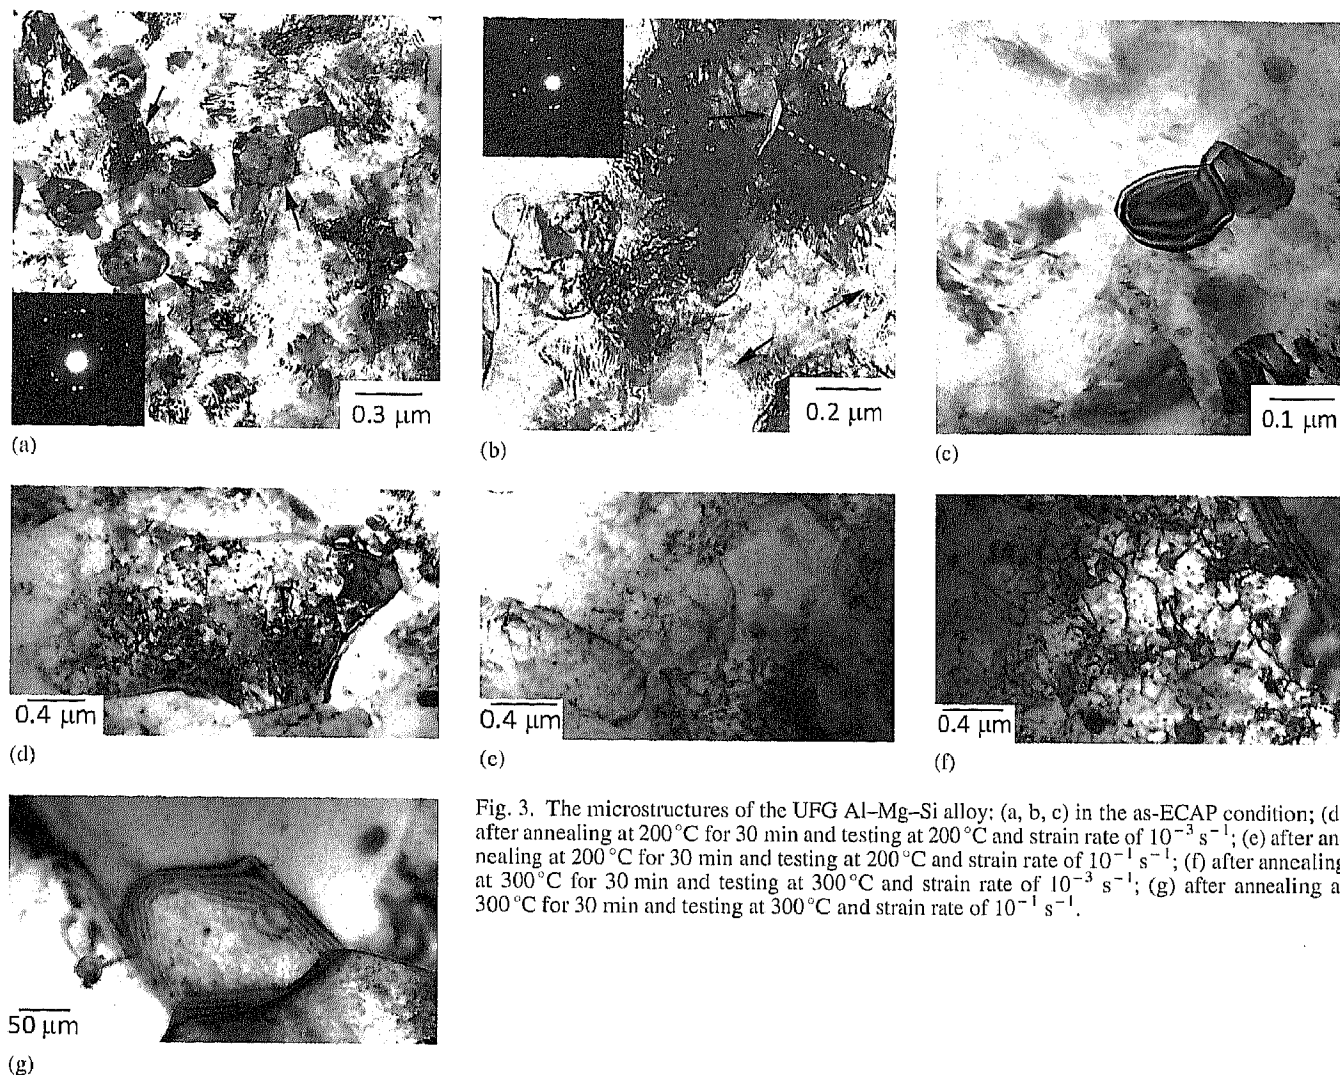 0.3 μm
(a)
0.2 μm
(b)
0.1 μm
(c)
0.4 μm
(d)
0.4 μm
(e)
0.4 μm
(f)
50 μm
(g)
Fig. 3. The microstructures of the UFG Al–Mg–Si alloy: (a, b, c) in the as-ECAP condition; (d
after annealing at 200 °C for 30 min and testing at 200 °C and strain rate of 10⁻³ s⁻¹; (e) after an
nealing at 200 °C for 30 min and testing at 200 °C and strain rate of 10⁻¹ s⁻¹; (f) after annealing
at 300 °C for 30 min and testing at 300 °C and strain rate of 10⁻³ s⁻¹; (g) after annealing a
300 °C for 30 min and testing at 300 °C and strain rate of 10⁻¹ s⁻¹.